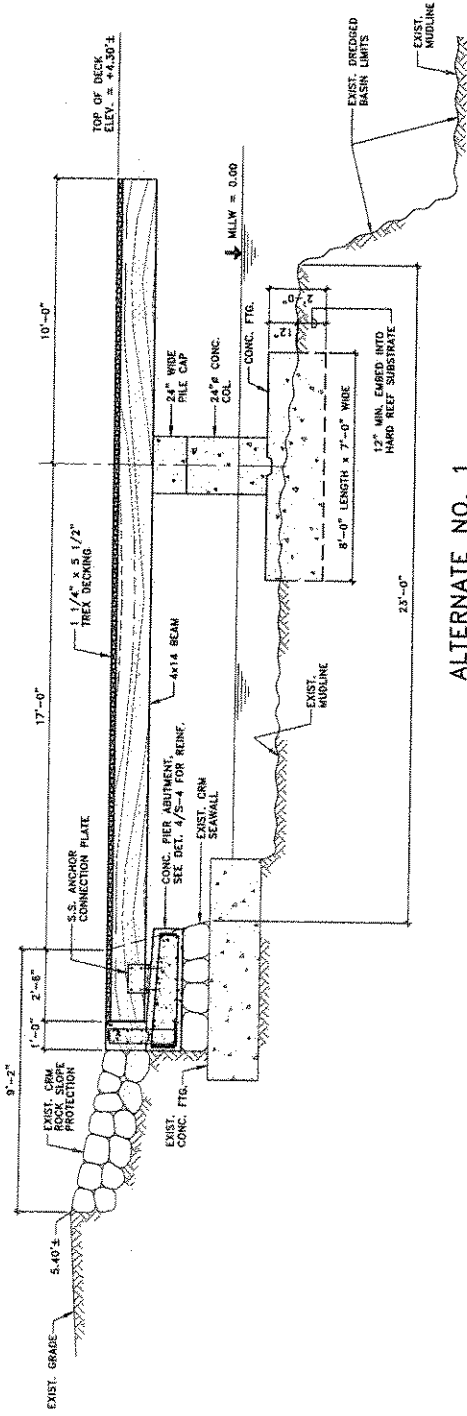 EXIST. GRADE
5.40'±
9'-2"
EXIST. CRM
ROCK SLOPE
PROTECTION
1'-0"
2'-6"
S.S. ANCHOR
CONNECTION PLATE
17'-0"
1 1/4" x 5 1/2"
TREX DECKING
10'-0"
TOP OF DECK
ELEV. = +4.30'±
24" WIDE
PILE CAP
24"ø CONC.
COL.
MLLW = 0.00
4x14 BEAM
CONC. PIER ABUTMENT,
SEE DET. 4/S-4 FOR REINF.
EXIST. CRM
SEAWALL
EXIST.
CONC. FTG.
EXIST.
MUDLINE
CONC. FTG.
12"
2'-0"
8'-0" LENGTH x 7'-0" WIDE
12" MIN. EMBED INTO
HARD REEF SUBSTRATE
23'-0"
EXIST. DREDGED
BASIN LIMITS
EXIST.
MUDLINE
ALTERNATE NO. 1